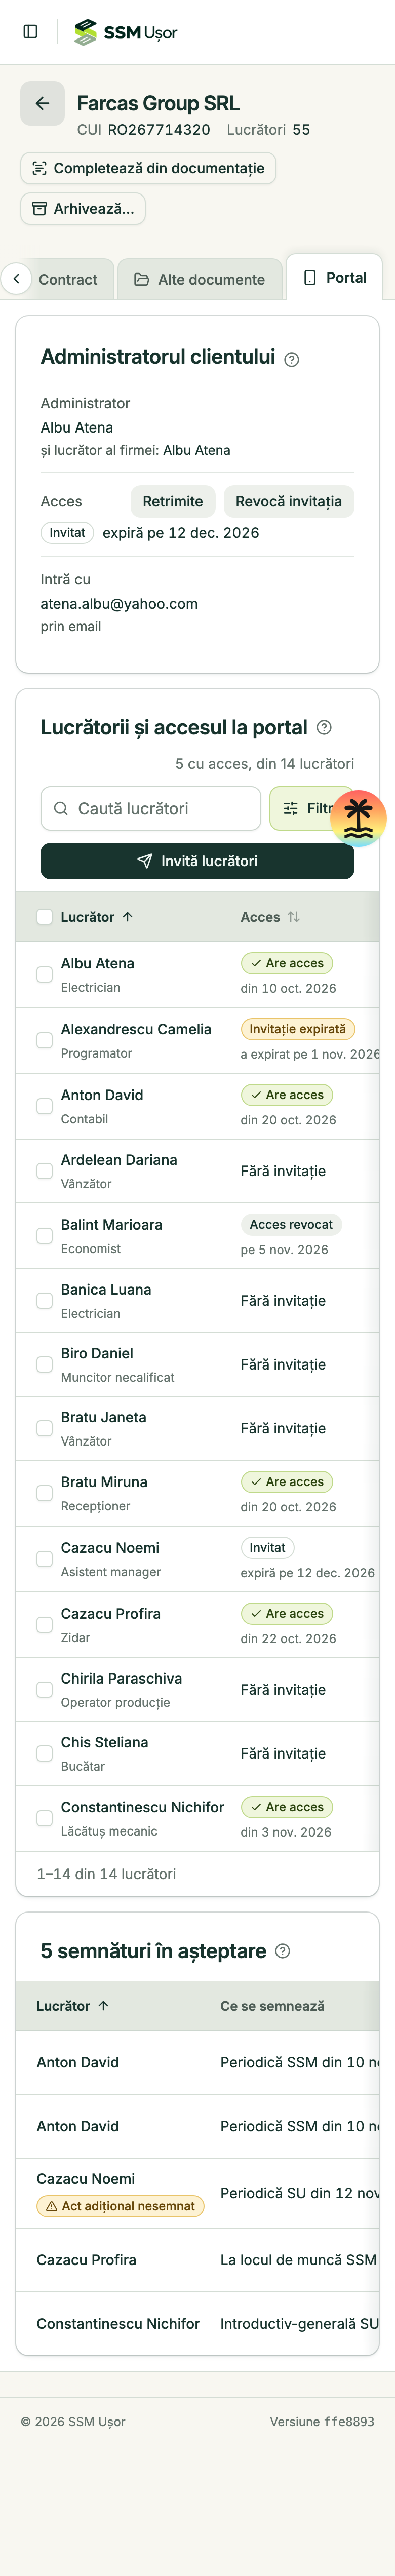 SSM Ușor
Farcas Group SRL
CUI RO267714320 Lucrători 55
Completează din documentație
Arhivează...
Contract
Alte documente
Portal
Administratorul clientului
Administrator
Albu Atena
și lucrător al firmei: Albu Atena
Acces
Retrimite
Revocă invitația
Invitat
expiră pe 12 dec. 2026
Intră cu
atena.albu@yahoo.com
prin email
Lucrătorii și accesul la portal
5 cu acces, din 14 lucrători
Caută lucrători
Filtr
Invită lucrători
Lucrător
Acces
Albu Atena
Electrician
Are acces
din 10 oct. 2026
Alexandrescu Camelia
Programator
Invitație expirată
a expirat pe 1 nov. 2026
Anton David
Contabil
Are acces
din 20 oct. 2026
Ardelean Dariana
Vânzător
Fără invitație
Balint Marioara
Economist
Acces revocat
pe 5 nov. 2026
Banica Luana
Electrician
Fără invitație
Biro Daniel
Muncitor necalificat
Fără invitație
Bratu Janeta
Vânzător
Fără invitație
Bratu Miruna
Recepționer
Are acces
din 20 oct. 2026
Cazacu Noemi
Asistent manager
Invitat
expiră pe 12 dec. 2026
Cazacu Profira
Zidar
Are acces
din 22 oct. 2026
Chirila Paraschiva
Operator producție
Fără invitație
Chis Steliana
Bucătar
Fără invitație
Constantinescu Nichifor
Lăcătuș mecanic
Are acces
din 3 nov. 2026
1–14 din 14 lucrători
5 semnături în așteptare
Lucrător
Ce se semnează
Anton David
Periodică SSM din 10 n
Anton David
Periodică SSM din 10 n
Cazacu Noemi
Act adițional nesemnat
Periodică SU din 12 nov
Cazacu Profira
La locul de muncă SSM
Constantinescu Nichifor
Introductiv-generală SU
© 2026 SSM Ușor
Versiune ffe8893